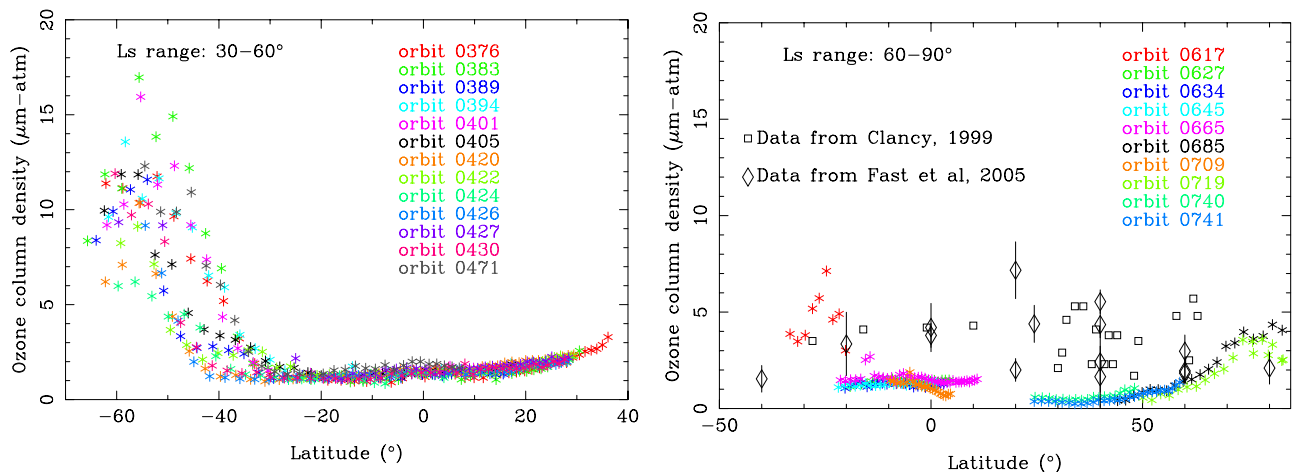 Ls range: 30−60°
orbit 0376
orbit 0383
orbit 0389
orbit 0394
orbit 0401
orbit 0405
orbit 0420
orbit 0422
orbit 0424
orbit 0426
orbit 0427
orbit 0430
orbit 0471
Ozone column density (μm−atm)
20
15
10
5
0
−60
−40
−20
0
20
40
Latitude (°)
Ls range: 60−90°
orbit 0617
orbit 0627
orbit 0634
orbit 0645
orbit 0665
orbit 0685
orbit 0709
orbit 0719
orbit 0740
orbit 0741
Data from Clancy, 1999
Data from Fast et al, 2005
Ozone column density (μm−atm)
20
15
10
5
0
−50
0
50
Latitude (°)